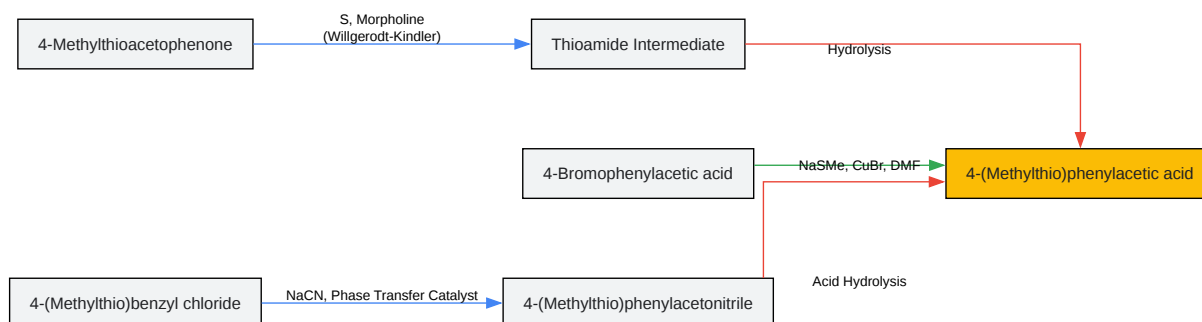 4-Methylthioacetophenone
S, Morpholine
(Willgerodt-Kindler)
Thioamide Intermediate
Hydrolysis
4-Bromophenylacetic acid
NaSMe, CuBr, DMF
4-(Methylthio)phenylacetic acid
4-(Methylthio)benzyl chloride
NaCN, Phase Transfer Catalyst
4-(Methylthio)phenylacetonitrile
Acid Hydrolysis